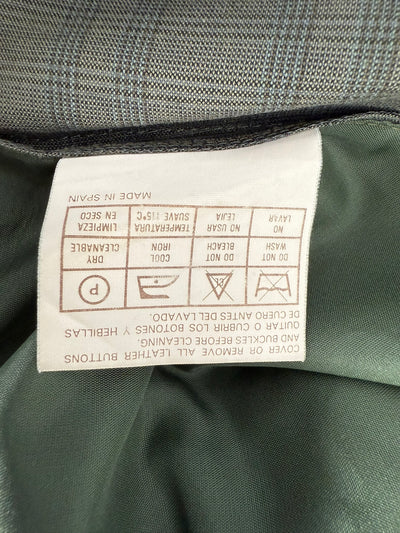 COVER OR REMOVE ALL LEATHER BUTTONS
AND BUCKLES BEFORE CLEANING.
QUITAR O CUBRIR LOS BOTONES Y HEBILLAS
DE CUERO ANTES DEL LAVADO.
CL
P
DO NOT WASH
DO NOT BLEACH
COOL IRON
DRY CLEANABLE
NO LAVAR
NO USAR LEJIA
TEMPERATURA SUAVE 115°C
LIMPIEZA EN SECO
MADE IN SPAIN